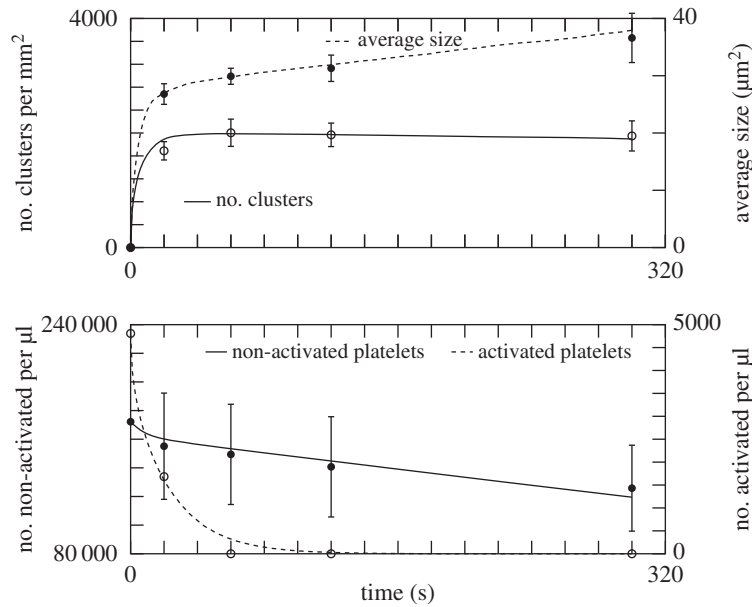 4000
40
average size
no. clusters per mm²
average size (µm²)
no. clusters
0
0
0
320
240 000
5000
non-activated platelets
activated platelets
no. non-activated per µl
no. activated per µl
80 000
0
0
320
time (s)